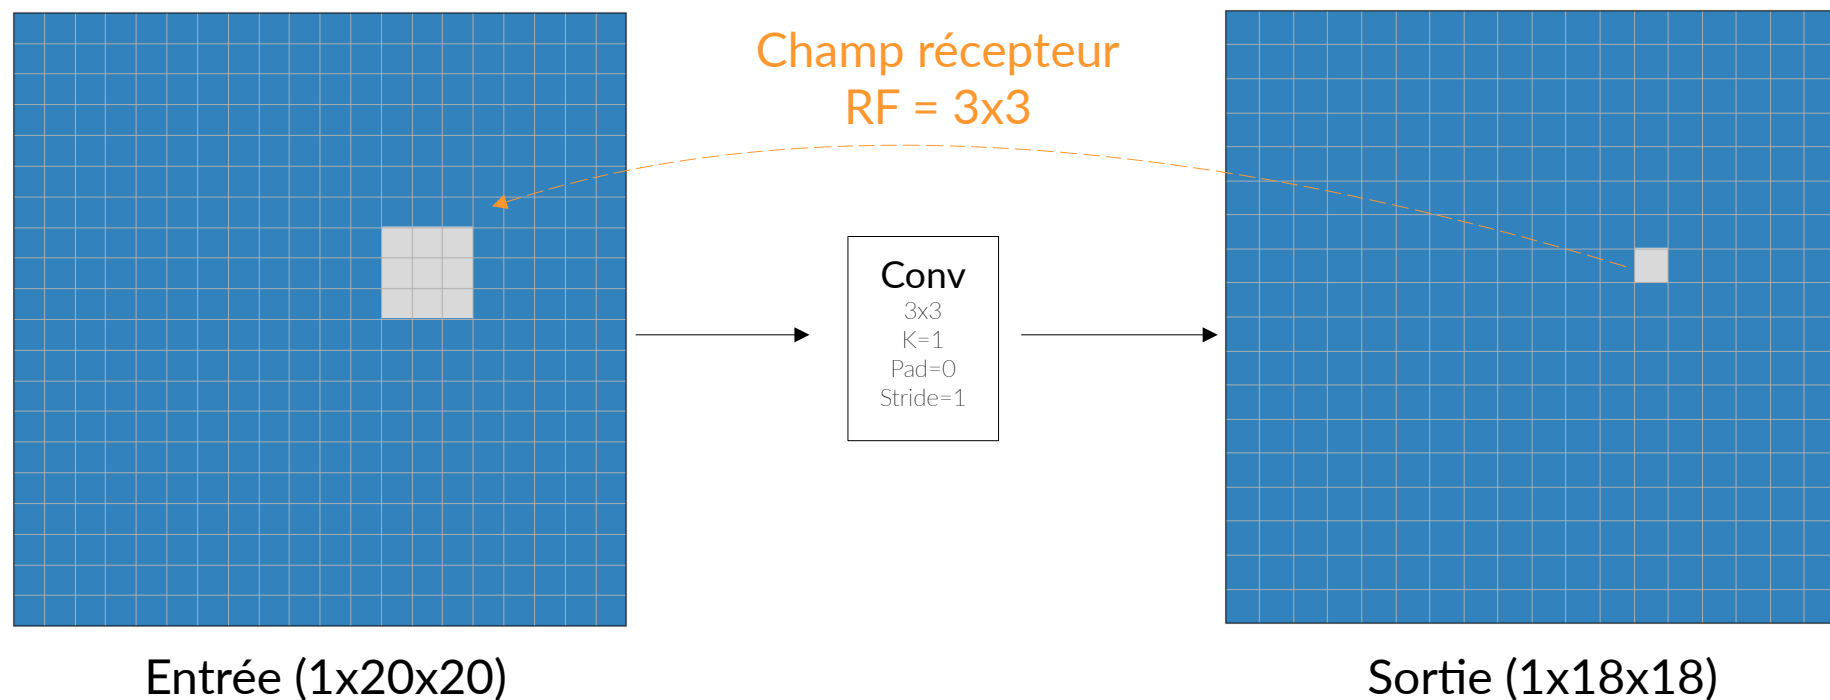 Champ récepteur
RF = 3x3
Conv
3x3
K=1
Pad=0
Stride=1
Entrée (1x20x20)
Sortie (1x18x18)